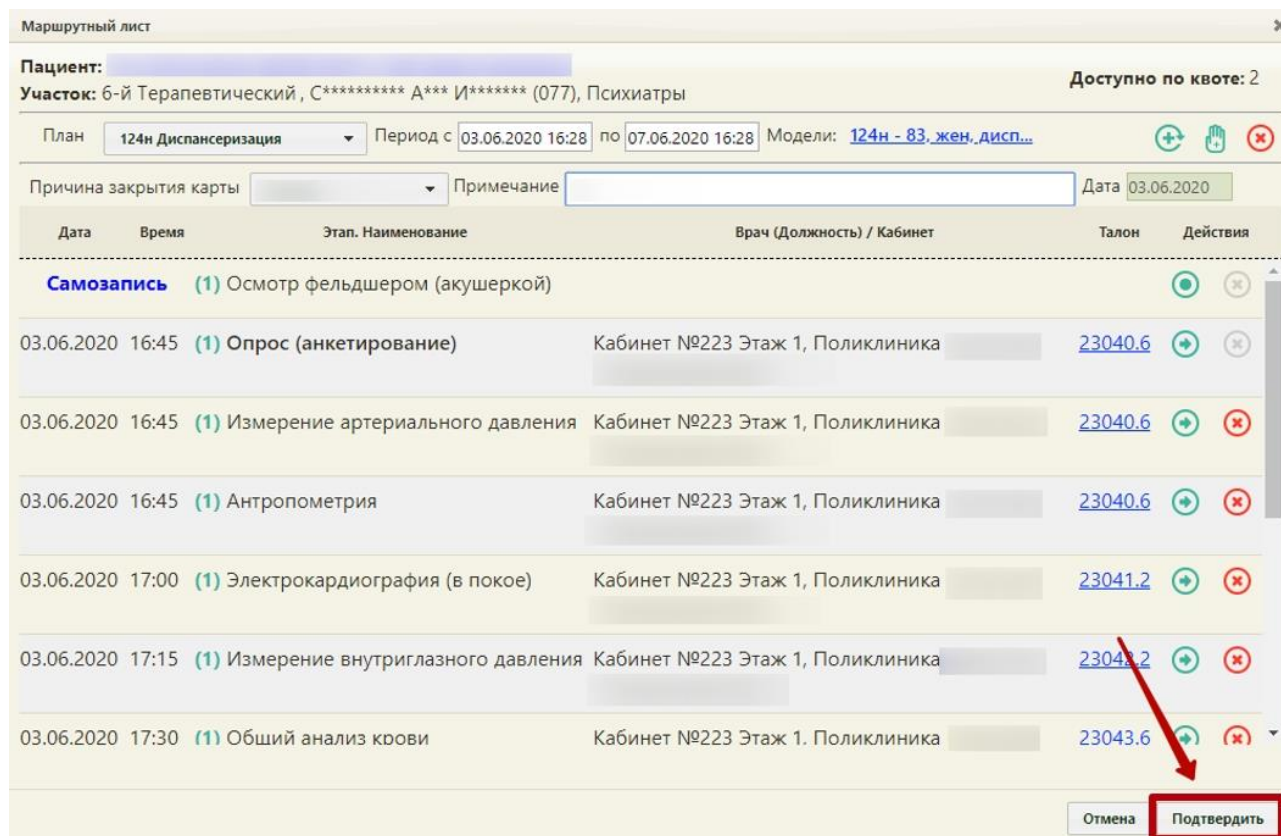 Маршрутный лист
Пациент:
Участок: 6-й Терапевтический , С********** А*** И******* (077), Психиатры
Доступно по квоте: 2
План 124н Диспансеризация Период с 03.06.2020 16:28 по 07.06.2020 16:28 Модели: 124н - 83, жен, дисп...
Причина закрытия карты Примечание Дата 03.06.2020
Дата Время Этап. Наименование Врач (Должность) / Кабинет Талон Действия
Самозапись (1) Осмотр фельдшером (акушеркой)
03.06.2020 16:45 (1) Опрос (анкетирование) Кабинет №223 Этаж 1, Поликлиника 23040.6
03.06.2020 16:45 (1) Измерение артериального давления Кабинет №223 Этаж 1, Поликлиника 23040.6
03.06.2020 16:45 (1) Антропометрия Кабинет №223 Этаж 1, Поликлиника 23040.6
03.06.2020 17:00 (1) Электрокардиография (в покое) Кабинет №223 Этаж 1, Поликлиника 23041.2
03.06.2020 17:15 (1) Измерение внутриглазного давления Кабинет №223 Этаж 1, Поликлиника 23042.2
03.06.2020 17:30 (1) Общий анализ крови Кабинет №223 Этаж 1, Поликлиника 23043.6
Отмена Подтвердить